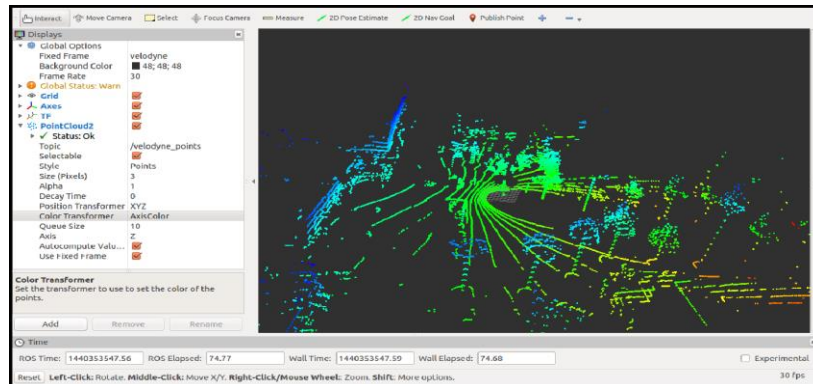 Interact Move Camera Select Focus Camera Measure 2D Pose Estimate 2D Nav Goal Publish Point
Displays
Global Options
Fixed Frame velodyne
Background Color 48; 48; 48
Frame Rate 30
Global Status: Warn
Grid
Axes
TF
PointCloud2
Status: Ok
Topic /velodyne_points
Selectable
Style Points
Size (Pixels) 3
Alpha 1
Decay Time 0
Position Transformer XYZ
Color Transformer AxisColor
Queue Size 10
Axis Z
Autocompute Valu...
Use Fixed Frame
Color Transformer
Set the transformer to use to set the color of the
points.
Add Remove Rename
Time
ROS Time: 1440353547.56 ROS Elapsed: 74.77 Wall Time: 1440353547.59 Wall Elapsed: 74.68 Experimental
Reset Left-Click: Rotate. Middle-Click: Move X/Y. Right-Click/Mouse Wheel: Zoom. Shift: More options. 30 fps